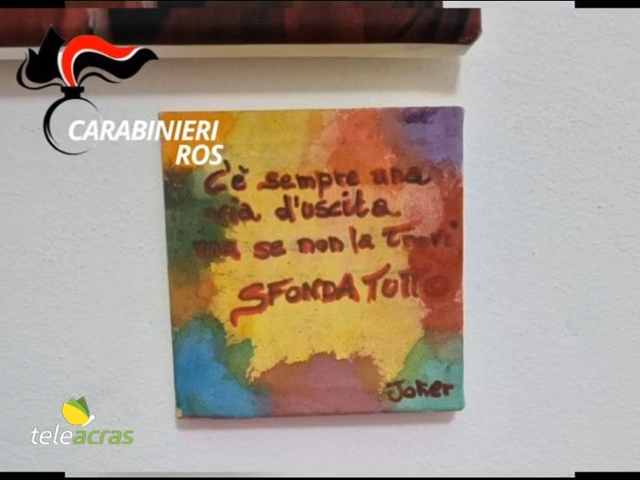 CARABINIERI
ROS
C'è sempre una
via d'uscita
ma se non la Trovi
SFONDA TUTTO
Joker
teleacras